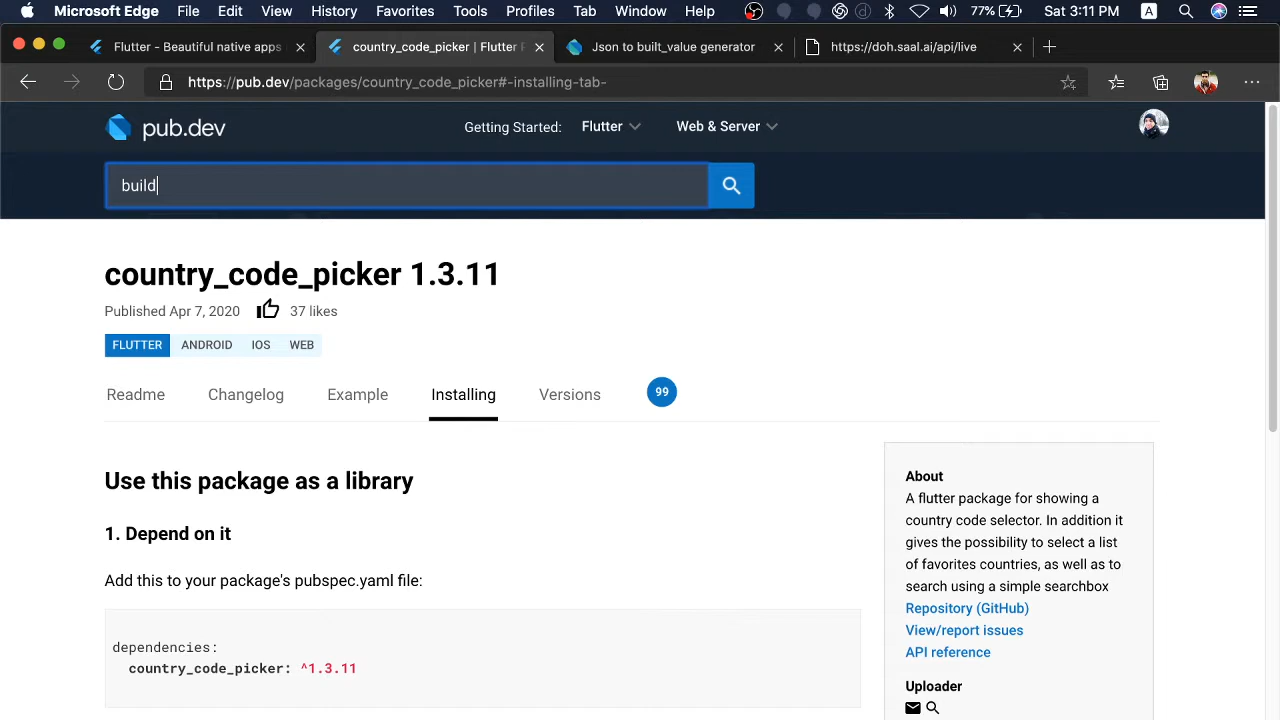 Microsoft Edge File Edit View History Favorites Tools Profiles Tab Window Help 77% Sat 3:11 PM A
Flutter - Beautiful native apps
country_code_picker | Flutter P
Json to built_value generator
https://doh.saal.ai/api/live
https://pub.dev/packages/country_code_picker#-installing-tab-
pub.dev
Getting Started: Flutter Web & Server
build
country_code_picker 1.3.11
Published Apr 7, 2020 37 likes
FLUTTER ANDROID IOS WEB
Readme Changelog Example Installing Versions 99
Use this package as a library
1. Depend on it
Add this to your package's pubspec.yaml file:
dependencies:
country_code_picker: ^1.3.11
About
A flutter package for showing a
country code selector. In addition it
gives the possibility to select a list
of favorites countries, as well as to
search using a simple searchbox
Repository (GitHub)
View/report issues
API reference
Uploader